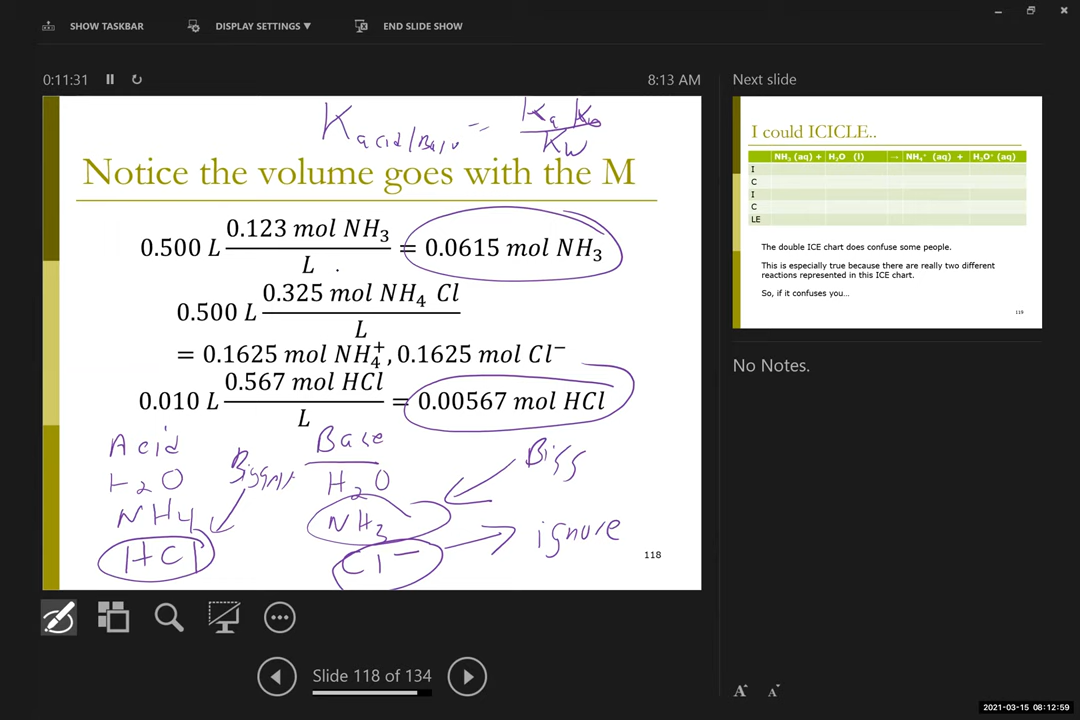 SHOW TASKBAR DISPLAY SETTINGS ▼ END SLIDE SHOW
0:11:31 8:13 AM
K acid/Base = Ka Kb / Kw
Notice the volume goes with the M
0.500 L 0.123 mol NH₃ / L = 0.0615 mol NH₃
0.500 L 0.325 mol NH₄ Cl / L
= 0.1625 mol NH₄⁺, 0.1625 mol Cl⁻
0.010 L 0.567 mol HCl / L = 0.00567 mol HCl
Acid Base
H₂O H₂O
NH₄ NH₃
HCl Cl⁻
ignore
118
Next slide
I could ICICLE..
NH₃ (aq) + H₂O (l) → NH₄⁺ (aq) + H₃O⁺ (aq)
I
C
I
C
LE
The double ICE chart does confuse some people.
This is especially true because there are really two different
reactions represented in this ICE chart.
So, if it confuses you…
119
No Notes.
Slide 118 of 134
A A
2021-03-15 08:12:59